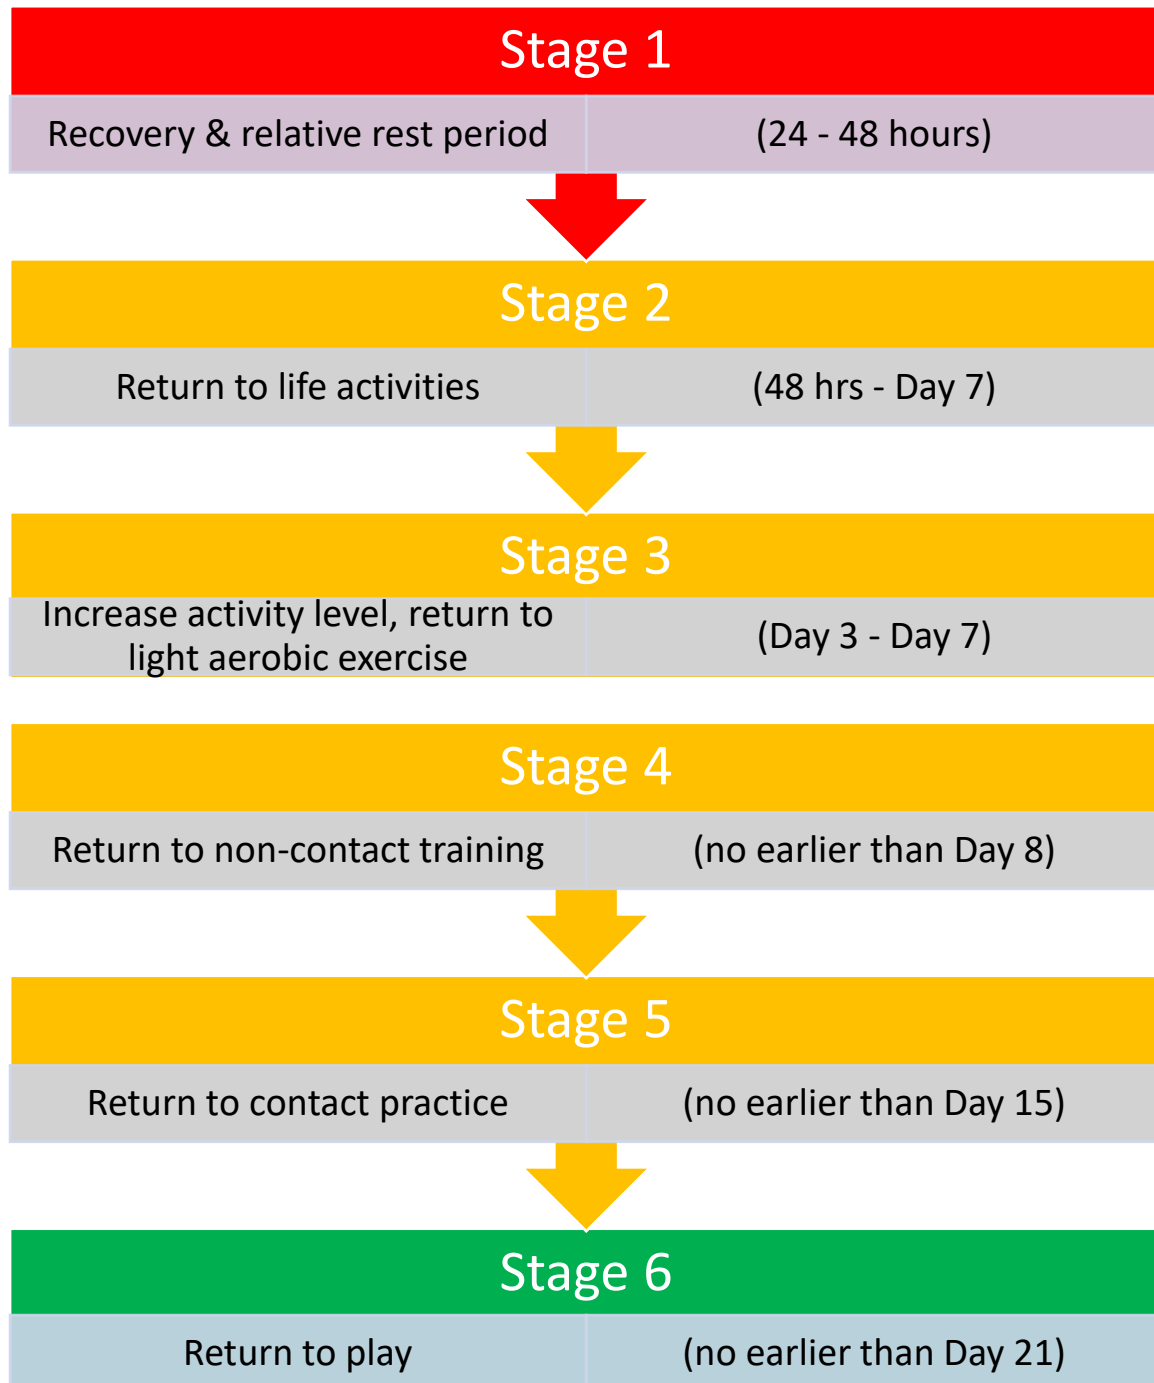 Stage 1
Recovery & relative rest period
(24 - 48 hours)
Stage 2
Return to life activities
(48 hrs - Day 7)
Stage 3
Increase activity level, return to
light aerobic exercise
(Day 3 - Day 7)
Stage 4
Return to non-contact training
(no earlier than Day 8)
Stage 5
Return to contact practice
(no earlier than Day 15)
Stage 6
Return to play
(no earlier than Day 21)